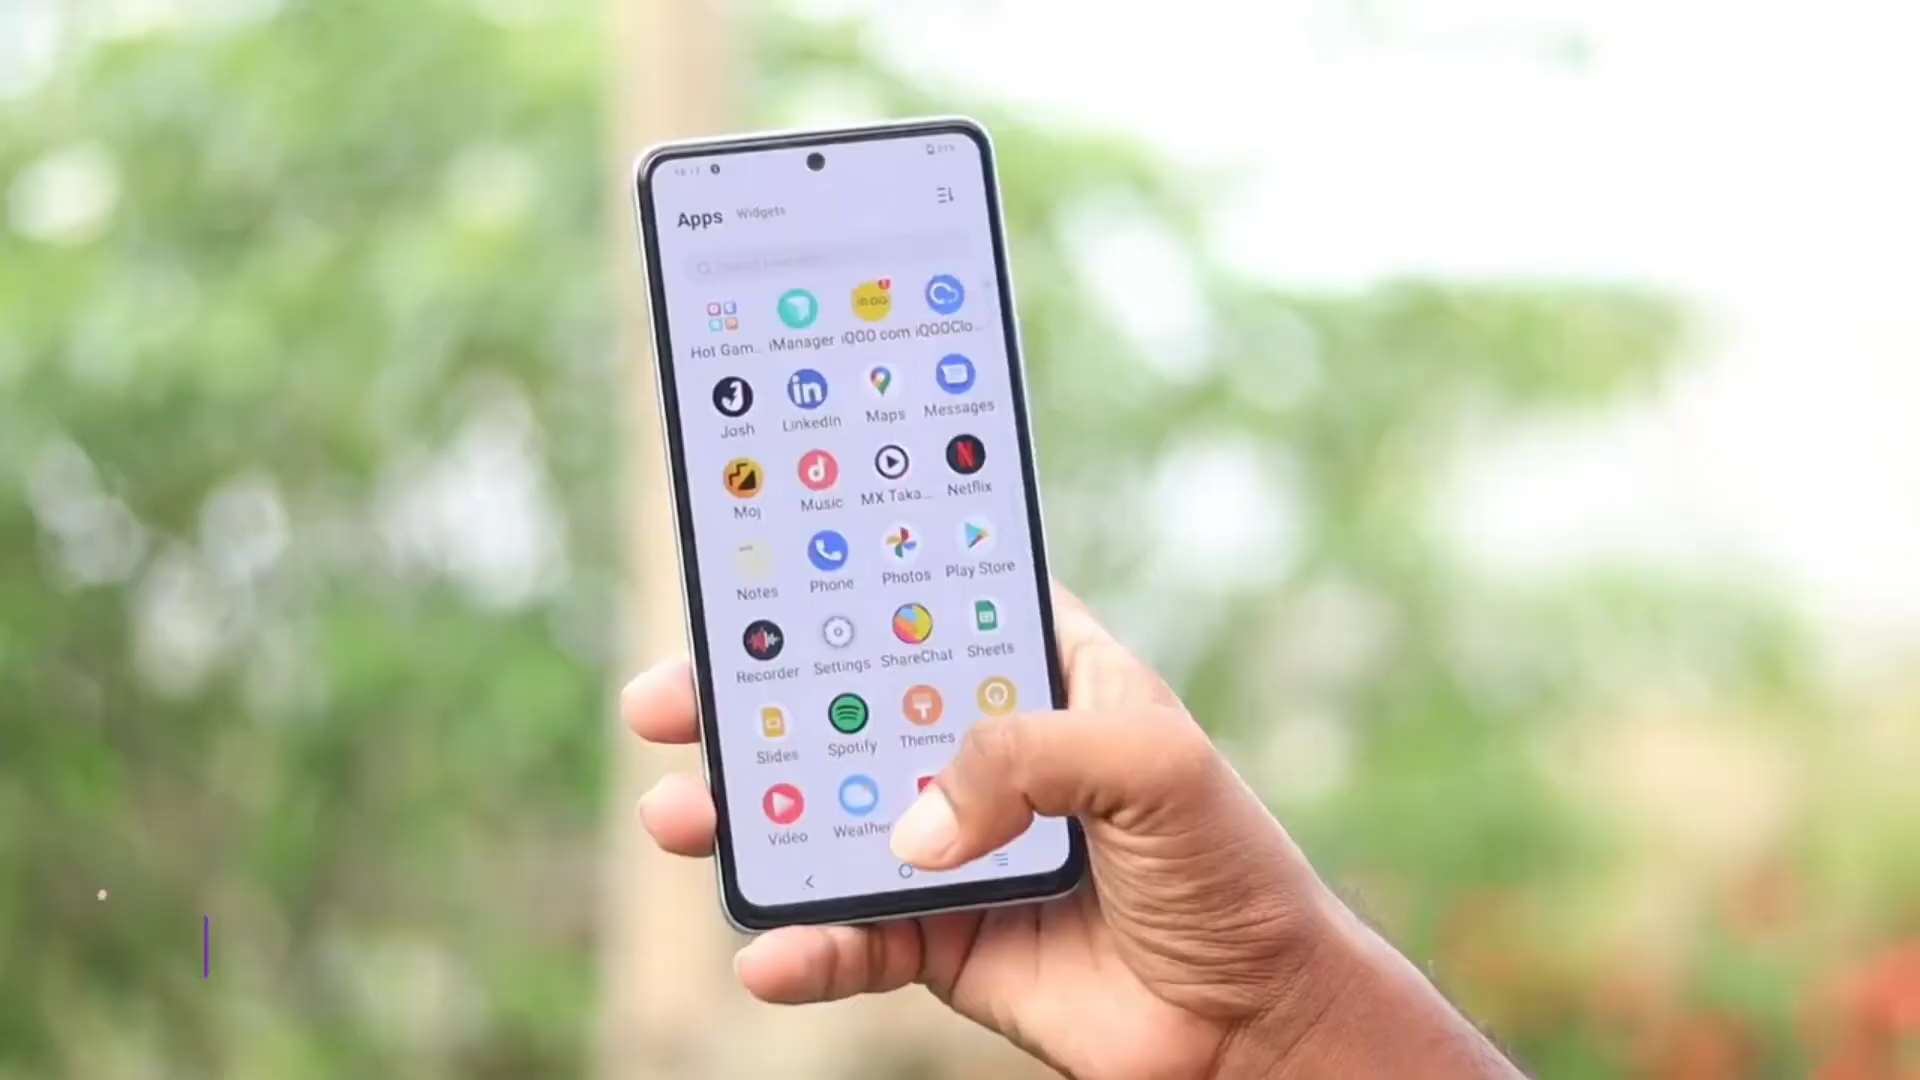 Apps Widgets
Hot Gam... iManager iQOO com iQOOClo...
Josh LinkedIn Maps Messages
Moj Music MX Taka... Netflix
Notes Phone Photos Play Store
Recorder Settings ShareChat Sheets
Slides Spotify Themes
Video Weather